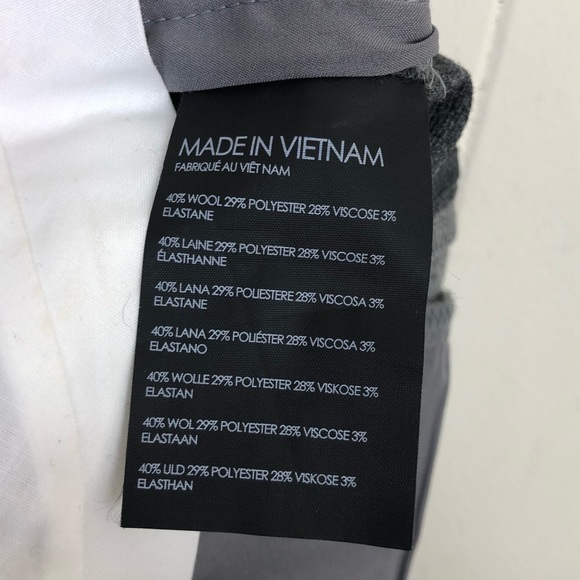 MADE IN VIETNAM
FABRIQUÉ AU VIÊT NAM
40% WOOL 29% POLYESTER 28% VISCOSE 3%
ELASTANE
40% LAINE 29% POLYESTER 28% VISCOSE 3%
ÉLASTHANNE
40% LANA 29% POLIESTERE 28% VISCOSA 3%
ELASTANE
40% LANA 29% POLIÉSTER 28% VISCOSA 3%
ELASTANO
40% WOLLE 29% POLYESTER 28% VISKOSE 3%
ELASTAN
40% WOL 29% POLYESTER 28% VISCOSE 3%
ELASTAAN
40% ULD 29% POLYESTER 28% VISKOSE 3%
ELASTHAN